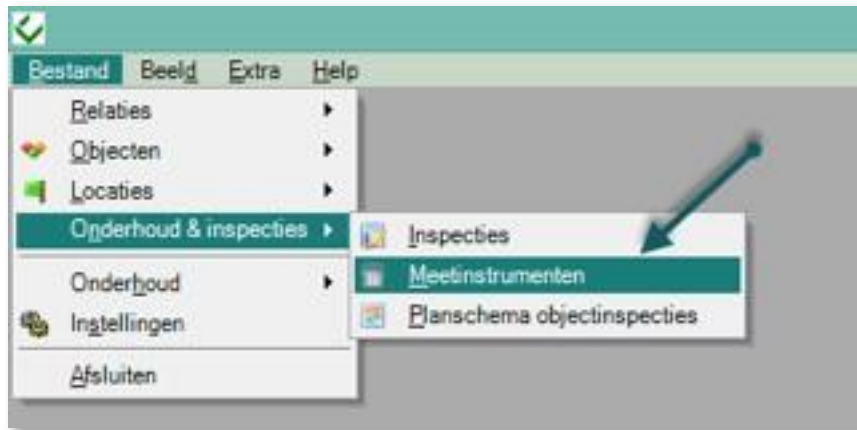 Bestand Beeld Extra Help
Relaties
Objecten
Locaties
Onderhoud & inspecties
Inspecties
Meetinstrumenten
Planschema objectinspecties
Onderhoud
Instellingen
Afsluiten